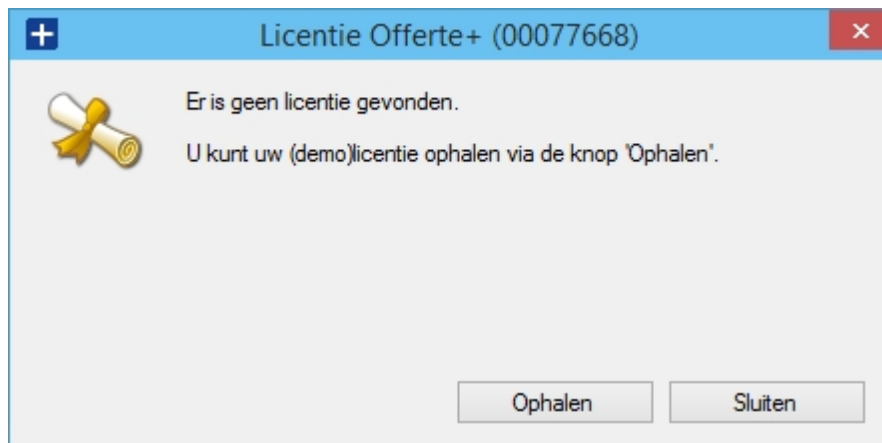 Licentie Offerte+ (00077668)
Er is geen licentie gevonden.
U kunt uw (demo)licentie ophalen via de knop 'Ophalen'.
Ophalen
Sluiten